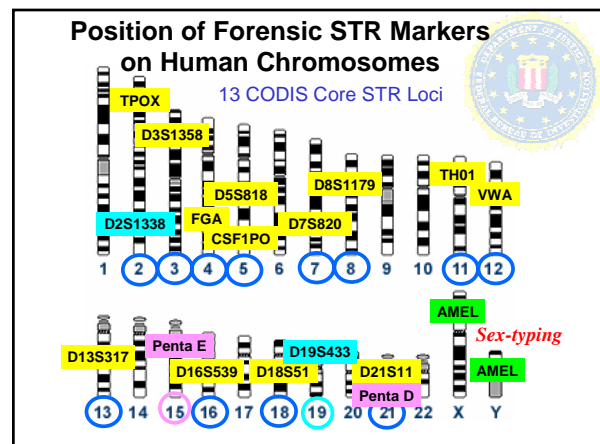 Position of Forensic STR Markers
on Human Chromosomes
13 CODIS Core STR Loci
TPOX
D3S1358
TH01
D8S1179
D5S818
VWA
D2S1338
FGA
D7S820
CSF1PO
1 2 3 4 5 6 7 8 9 10 11 12
AMEL
Sex-typing
Penta E
D19S433
D13S317
D16S539
D18S51
D21S11
AMEL
Penta D
13 14 15 16 17 18 19 20 21 22 X Y